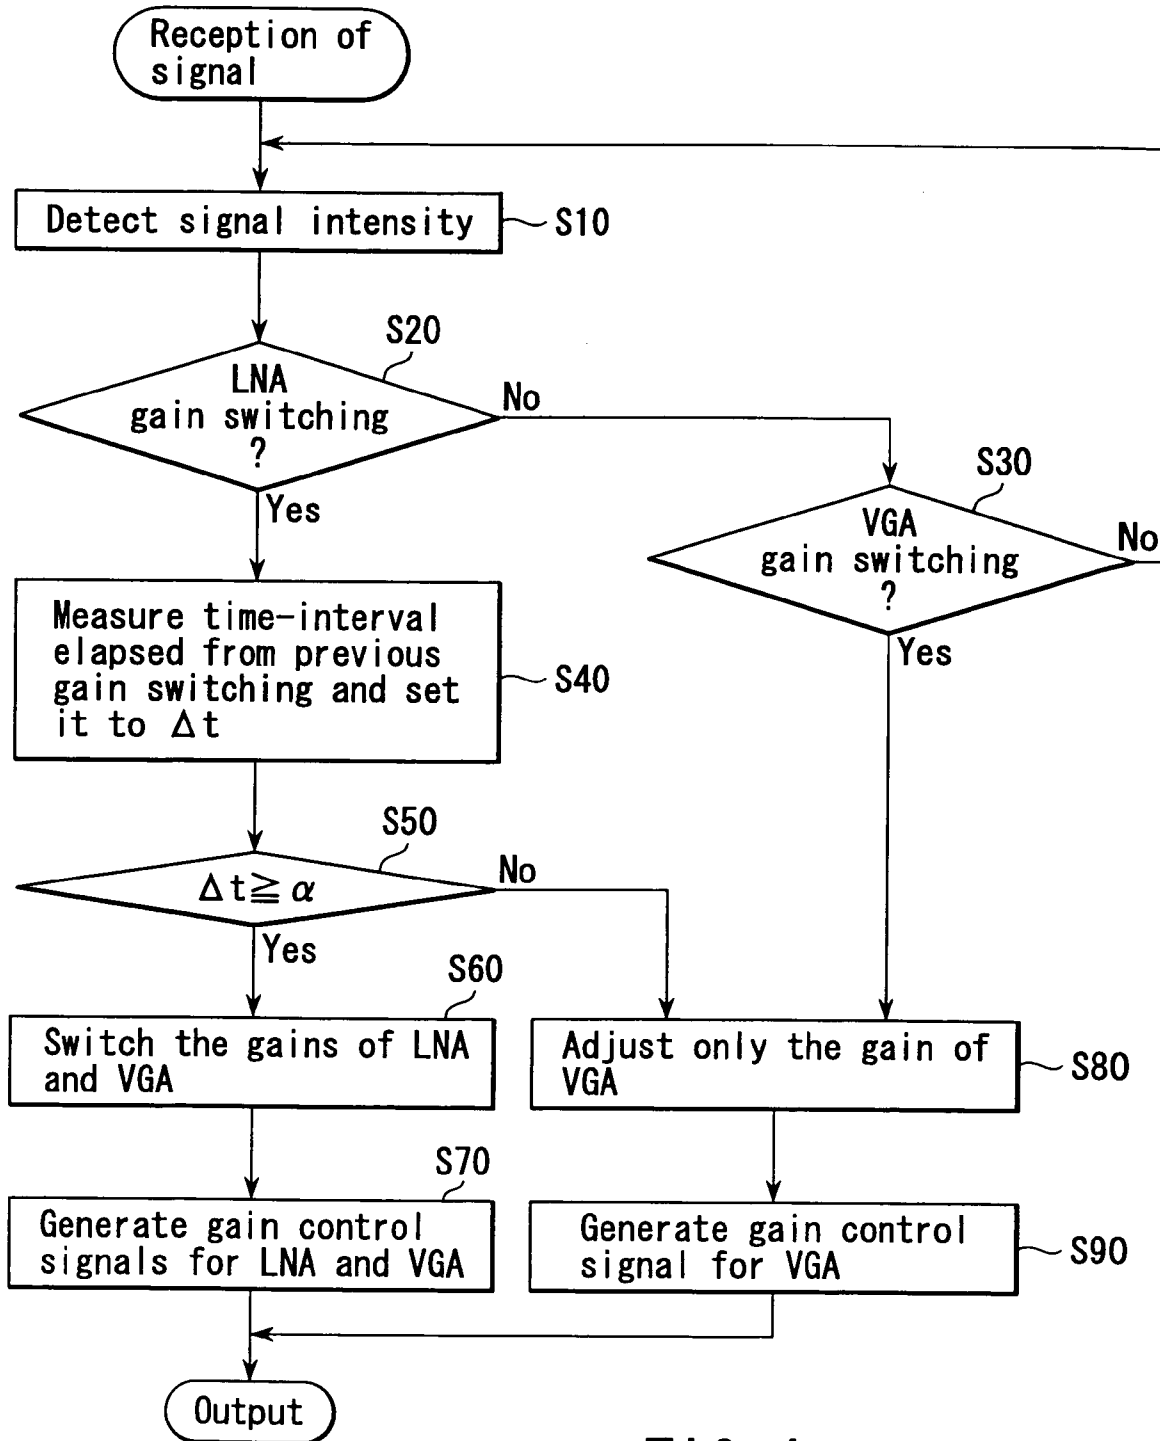 Reception of
signal
Detect signal intensity
S10
S20
LNA
gain switching
?
No
Yes
S30
VGA
gain switching
?
No
Yes
Measure time-interval
elapsed from previous
gain switching and set
it to Δt
S40
S50
Δt≧α
No
Yes
S60
Switch the gains of LNA
and VGA
Adjust only the gain of
VGA
S80
S70
Generate gain control
signals for LNA and VGA
Generate gain control
signal for VGA
S90
Output